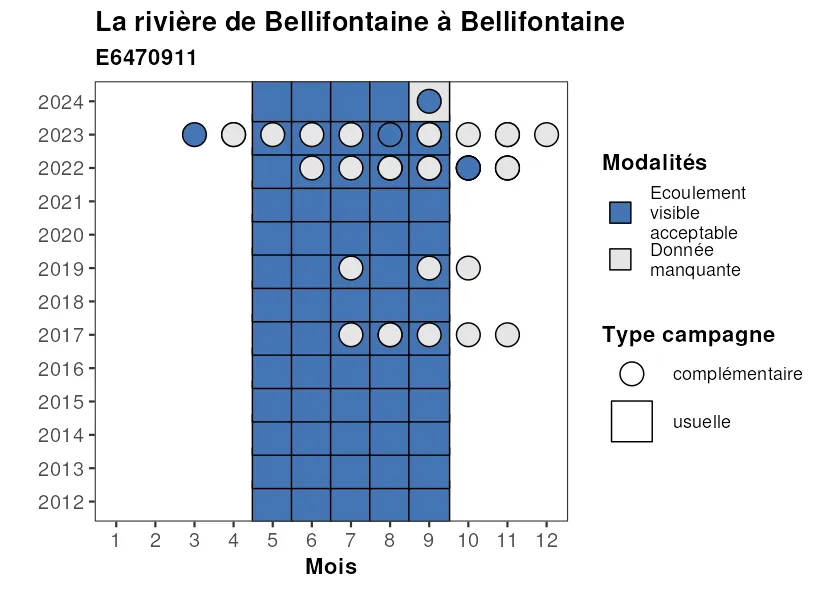 La rivière de Bellifontaine à Bellifontaine
E6470911
2024
2023
2022
2021
2020
2019
2018
2017
2016
2015
2014
2013
2012
1 2 3 4 5 6 7 8 9 10 11 12
Mois
Modalités
Ecoulement
visible
acceptable
Donnée
manquante
Type campagne
complémentaire
usuelle